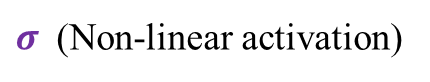 σ (Non-linear activation)